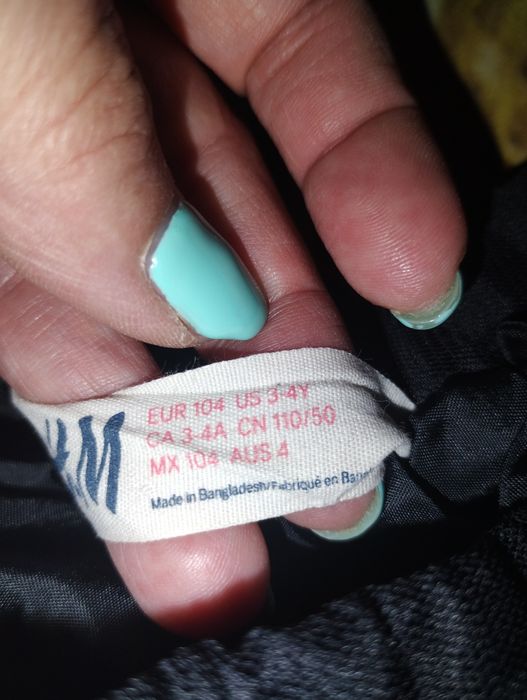 H&M
EUR 104 US 3-4Y
CA 3-4A CN 110/50
MX 104 AUS 4
Made in Bangladesh/Fabriqué en